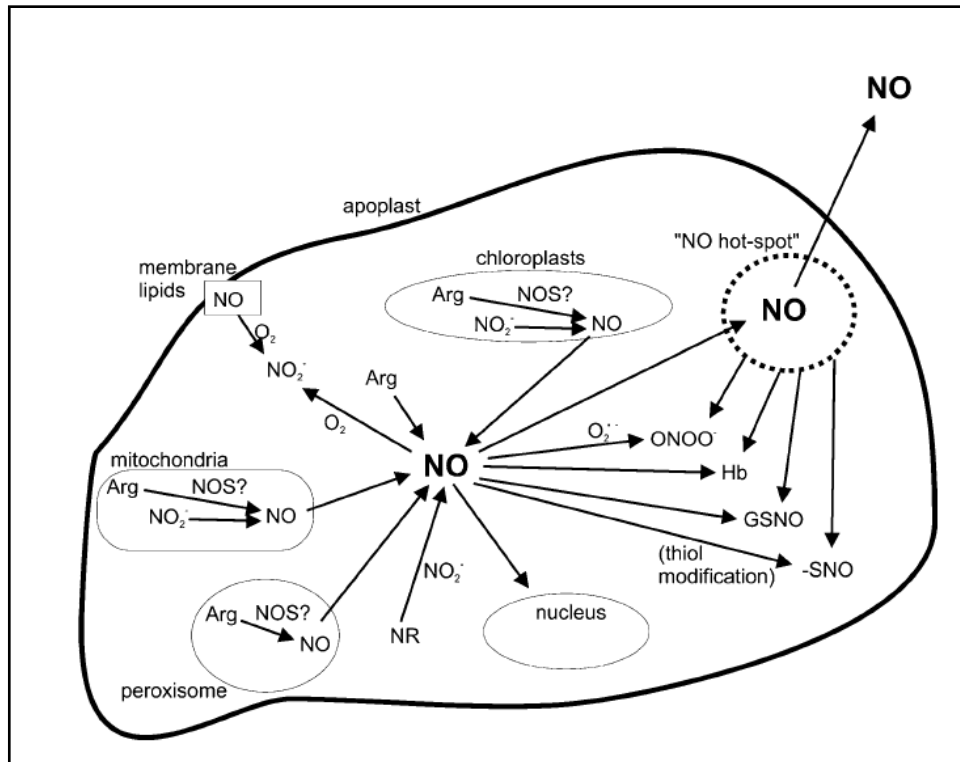 NO
apoplast
"NO hot-spot"
membrane
lipids
chloroplasts
NO
Arg
NOS?
NO
NO₂⁻
NO
O₂
NO₂⁻
Arg
O₂
O₂˙⁻
ONOO⁻
mitochondria
NO
Hb
Arg
NOS?
NO₂⁻
NO
GSNO
(thiol
modification)
-SNO
NO₂⁻
Arg
NOS?
NO
NR
nucleus
peroxisome